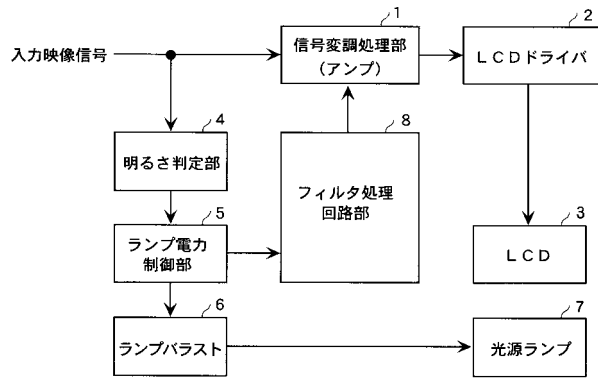 1
2
入力映像信号
信号変調処理部
(アンプ)
LCDドライバ
4
8
明るさ判定部
フィルタ処理
回路部
5
3
ランプ電力
制御部
LCD
6
7
ランプバラスト
光源ランプ